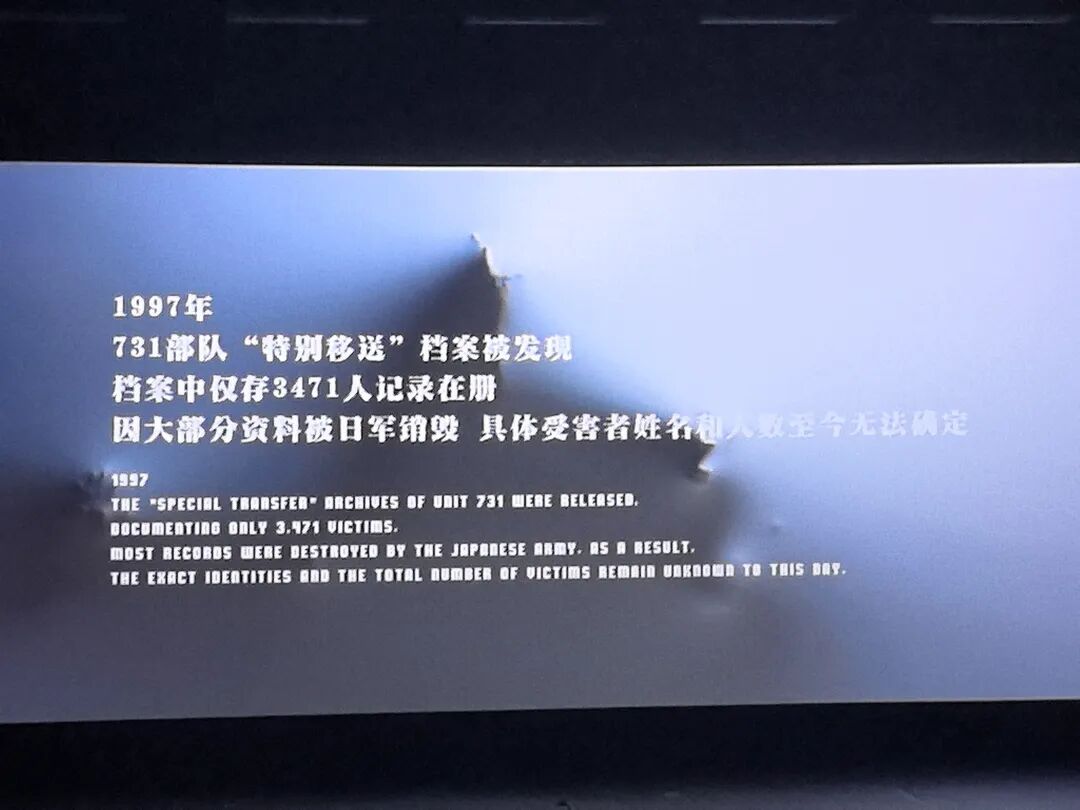 1997年
731部队“特别移送”档案被发现
档案中仅存3471人记录在册
因大部分资料被日军销毁 具体受害者姓名和人数至今无法确定
1997
THE "SPECIAL TRANSFER" ARCHIVES OF UNIT 731 WERE RELEASED,
DOCUMENTING ONLY 3,471 VICTIMS.
MOST RECORDS WERE DESTROYED BY THE JAPANESE ARMY. AS A RESULT,
THE EXACT IDENTITIES AND THE TOTAL NUMBER OF VICTIMS REMAIN UNKNOWN TO THIS DAY.